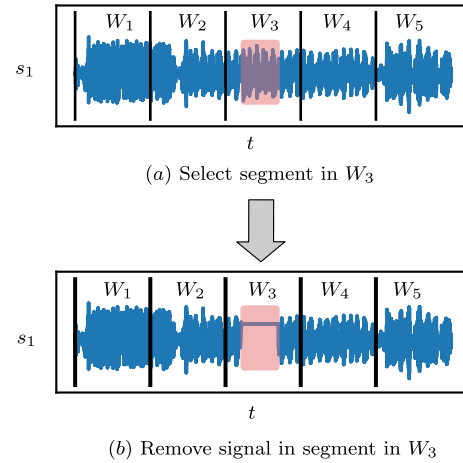 W₁ W₂ W₃ W₄ W₅
s₁
t
(a) Select segment in W₃
W₁ W₂ W₃ W₄ W₅
s₁
t
(b) Remove signal in segment in W₃